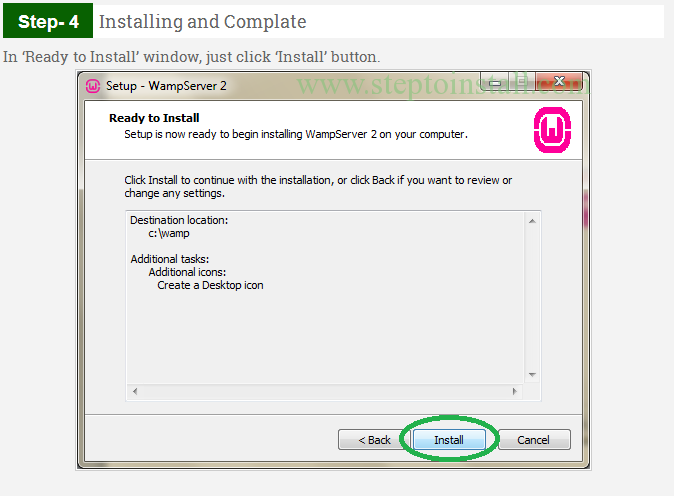 Step- 4 Installing and Complate
In ‘Ready to Install’ window, just click ‘Install’ button.
www.steptoinstall.com
Setup - WampServer 2
Ready to Install
Setup is now ready to begin installing WampServer 2 on your computer.
Click Install to continue with the installation, or click Back if you want to review or
change any settings.
Destination location:
c:\wamp
Additional tasks:
Additional icons:
Create a Desktop icon
< Back Install Cancel